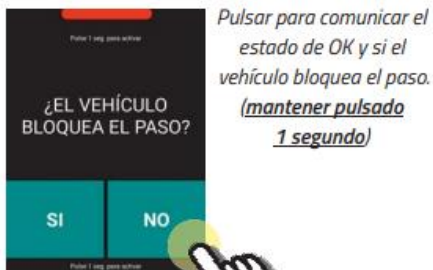 Pulsar 1 seg. para activar
¿EL VEHÍCULO
BLOQUEA EL PASO?
SI
NO
Pulsar 1 seg. para activar
Pulsar para comunicar el
estado de OK y si el
vehículo bloquea el paso.
(mantener pulsado
1 segundo)